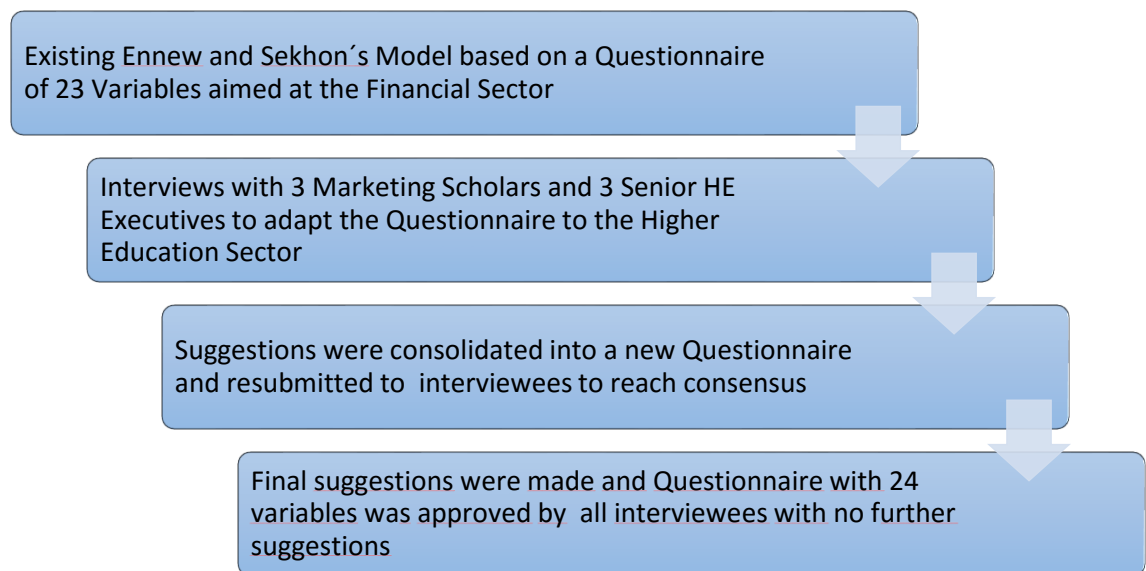 Existing Ennew and Sekhon´s Model based on a Questionnaire
of 23 Variables aimed at the Financial Sector
Interviews with 3 Marketing Scholars and 3 Senior HE
Executives to adapt the Questionnaire to the Higher
Education Sector
Suggestions were consolidated into a new Questionnaire
and resubmitted to interviewees to reach consensus
Final suggestions were made and Questionnaire with 24
variables was approved by all interviewees with no further
suggestions